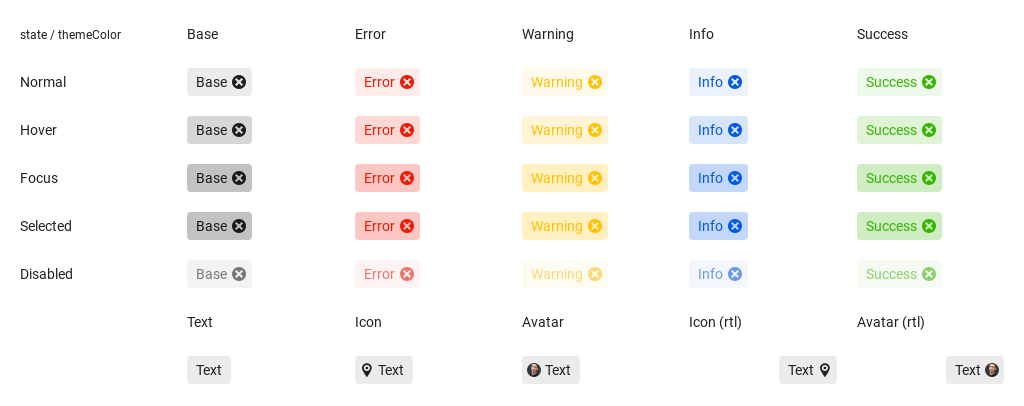 state / themeColor Base Error Warning Info Success
Normal Base Error Warning Info Success
Hover Base Error Warning Info Success
Focus Base Error Warning Info Success
Selected Base Error Warning Info Success
Disabled Base Error Warning Info Success
Text Icon Avatar Icon (rtl) Avatar (rtl)
Text Text Text Text Text